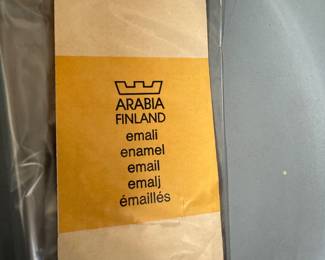 ARABIA
FINLAND
emali
enamel
email
emalj
émaillés